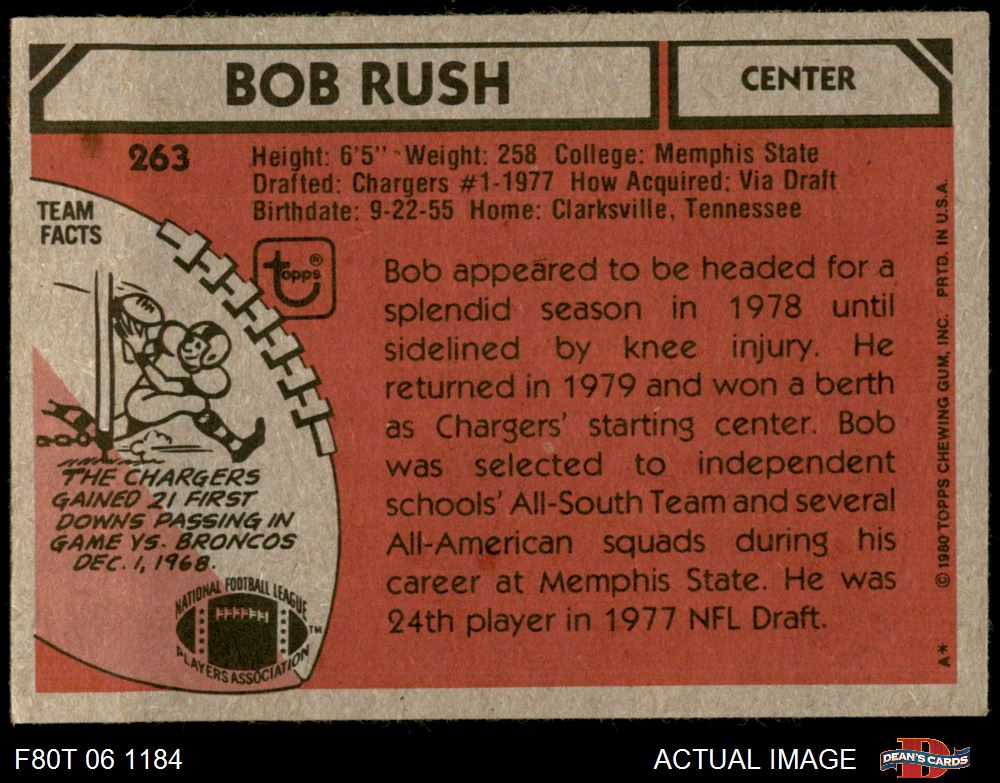 BOB RUSH
CENTER
263
Height: 6'5" Weight: 258 College: Memphis State
Drafted: Chargers #1-1977 How Acquired: Via Draft
Birthdate: 9-22-55 Home: Clarksville, Tennessee
TEAM
FACTS
topps®
Bob appeared to be headed for a
splendid season in 1978 until
sidelined by knee injury. He
returned in 1979 and won a berth
as Chargers' starting center. Bob
was selected to independent
schools' All-South Team and several
All-American squads during his
career at Memphis State. He was
24th player in 1977 NFL Draft.
THE CHARGERS
GAINED 21 FIRST
DOWNS PASSING IN
GAME VS. BRONCOS
DEC. 1, 1968.
NATIONAL FOOTBALL LEAGUE
PLAYERS ASSOCIATION
TM
A* © 1980 TOPPS CHEWING GUM, INC. PRTD. IN U.S.A.
F80T 06 1184
ACTUAL IMAGE
D
DEAN'S CARDS